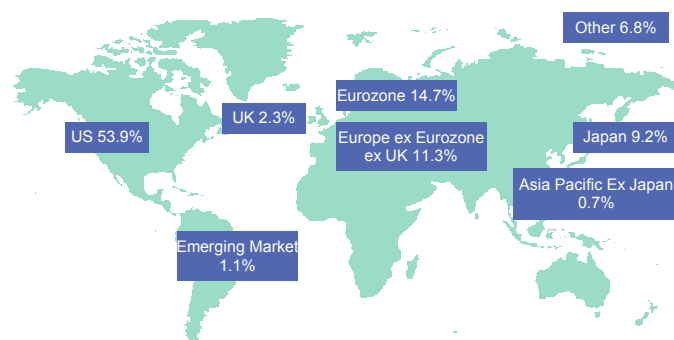 Other 6.8%
Eurozone 14.7%
UK 2.3%
US 53.9%
Europe ex Eurozone
ex UK 11.3%
Japan 9.2%
Asia Pacific Ex Japan
0.7%
Emerging Market
1.1%